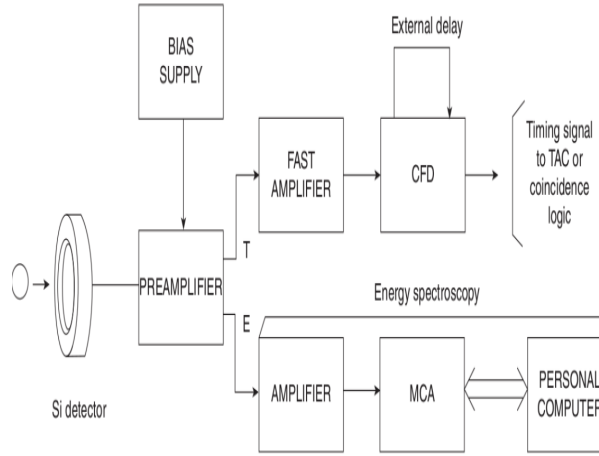 BIAS
SUPPLY
External delay
FAST
AMPLIFIER
CFD
Timing signal
to TAC or
coincidence
logic
T
PREAMPLIFIER
E
Energy spectroscopy
Si detector
AMPLIFIER
MCA
PERSONAL
COMPUTER